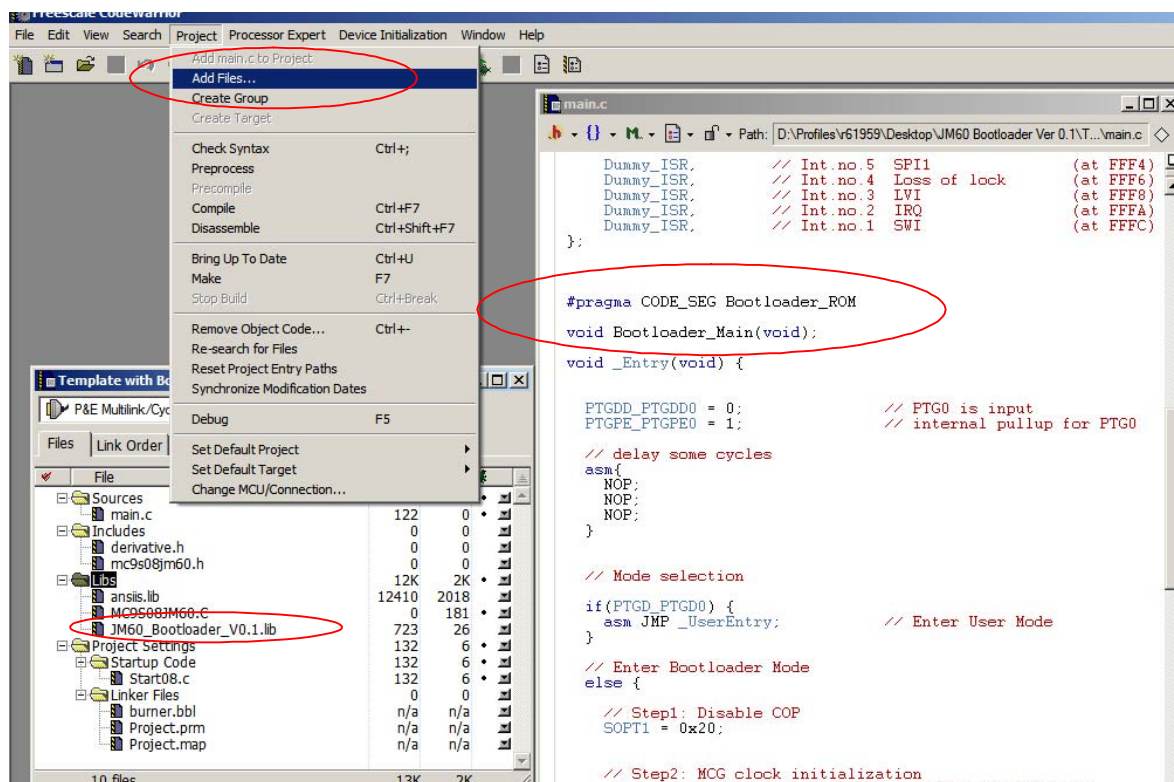 Freescale CodeWarrior
File Edit View Search Project Processor Expert Device Initialization Window Help
Add main.c to Project
Add Files...
Create Group
Create Target
Check Syntax Ctrl+;
Preprocess
Precompile
Compile Ctrl+F7
Disassemble Ctrl+Shift+F7
Bring Up To Date Ctrl+U
Make F7
Stop Build Ctrl+Break
Remove Object Code... Ctrl+-
Re-search for Files
Reset Project Entry Paths
Synchronize Modification Dates
Debug F5
Set Default Project
Set Default Target
Change MCU/Connection...
Template with Bo
P&E Multilink/Cyc
Files Link Order
File
Sources
main.c 122 0
Includes 0 0
derivative.h 0 0
mc9s08jm60.h 0 0
Libs 12K 2K
ansiis.lib 12410 2018
MC9S08JM60.C 0 181
JM60_Bootloader_V0.1.lib 723 26
Project Settings 132 6
Startup Code 132 6
Start08.c 132 6
Linker Files 0 0
burner.bbl n/a n/a
Project.prm n/a n/a
Project.map n/a n/a
10 files 13K 2K
main.c
Path: D:\Profiles\r61959\Desktop\JM60 Bootloader Ver 0.1\T...\main.c
Dummy_ISR, // Int.no.5 SPI1 (at FFF4)
Dummy_ISR, // Int.no.4 Loss of lock (at FFF6)
Dummy_ISR, // Int.no.3 LVI (at FFF8)
Dummy_ISR, // Int.no.2 IRQ (at FFFA)
Dummy_ISR, // Int.no.1 SWI (at FFFC)
};
#pragma CODE_SEG Bootloader_ROM
void Bootloader_Main(void);
void _Entry(void) {
PTGDD_PTGDD0 = 0; // PTG0 is input
PTGPE_PTGPE0 = 1; // internal pullup for PTG0
// delay some cycles
asm{
NOP;
NOP;
NOP;
}
// Mode selection
if(PTGD_PTGD0) {
asm JMP _UserEntry; // Enter User Mode
}
// Enter Bootloader Mode
else {
// Step1: Disable COP
SOPT1 = 0x20;
// Step2: MCG clock initialization